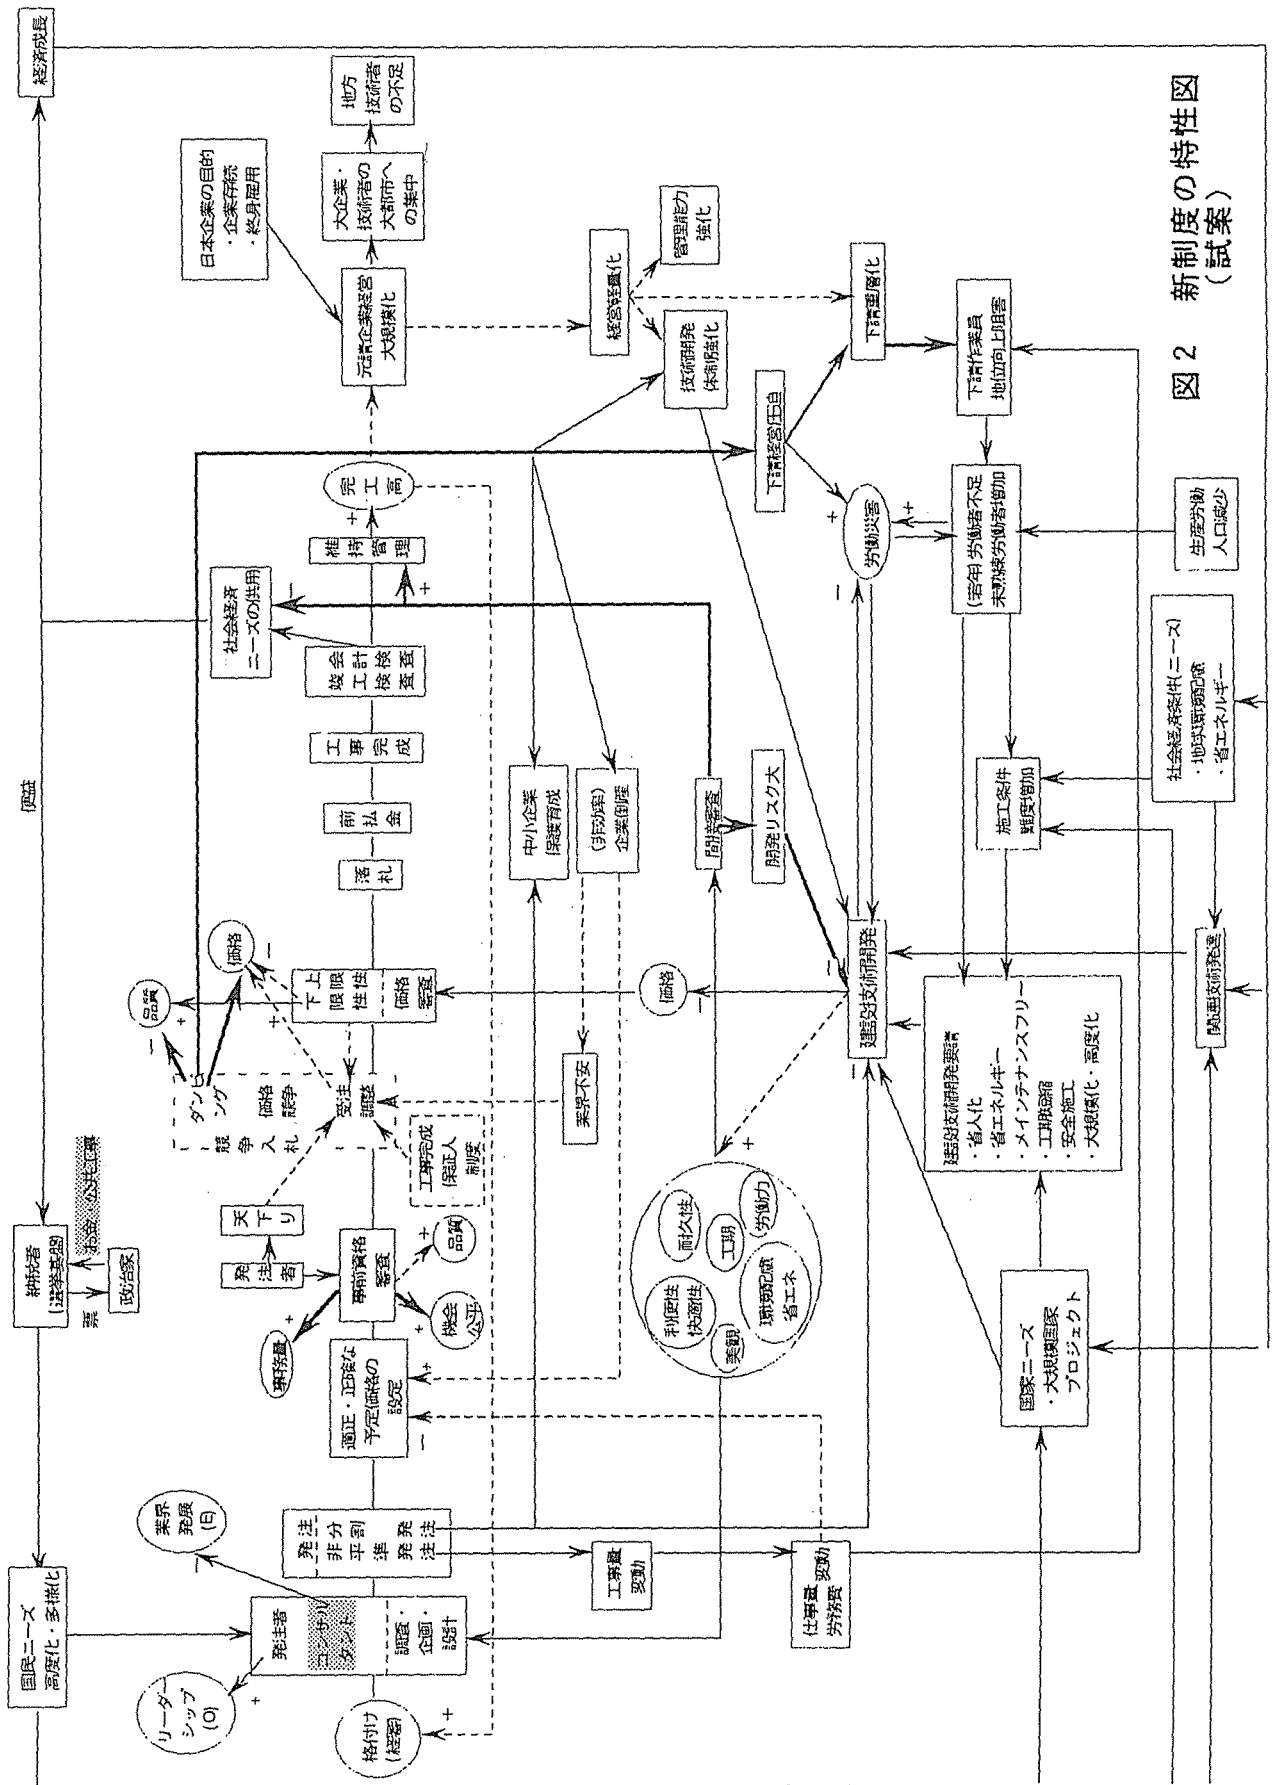 国民ニーズ
高度化・多様化
納税者
(選挙基盤)
票
お金・公共工事
政治家
便益
経済成長
リーダー
シップ
(O)
+
業界
発展
(E)
−
発注者
コンサル
タント
調査・
企画・
設計
格付け
(経審)
+
発注
非分
平割
準発
発注
注
適正・正確な
予定価格の
設定
−
+
事務量
+
発注者
天下り
事前資格
審査
機会
公平
+
品質
+
競争入札
ダンピ
ング
価格
競争
受注
調整
工事完成
保証人
制度
品質
−
+
価格
−
+
下上
限限
性性
価格
審査
落札
前払金
工事完成
竣会
工計
検検
査査
社会経済
ニーズの供用
−
維持管理
+
完工高
+
日本企業の目的
・企業存続
・終身雇用
元請企業経営
大規模化
大企業・
技術者の
大都市へ
の集中
地方
技術者
の不足
工事量
変動
仕事量
労務費
変動
業界不安
中小企業
保護育成
(非効率)
企業倒産
経営軽量化
管理能力
強化
技術開発
体制強化
利便性
快適性
耐久性
工期
美観
環境配慮
省エネ
労働力
+
価格
−
間接審査
開発リスク大
−
建設技術開発
−
下請経営圧迫
下請重層化
労働災害
−
+
+
下請作業員
地位向上阻害
(若年)労働者不足
未熟練労働者増加
生産労働
人口減少
施工条件
難度増加
社会経済条件(ニーズ)
・地球環境配慮
・省エネルギー
関連技術発達
建設技術開発要請
・省人化
・省エネルギー
・メインテナンスフリー
・工期短縮
・安全施工
・大規模化・高度化
国家ニーズ
・大規模国家
プロジェクト
図2　新制度の特性図
(試案)